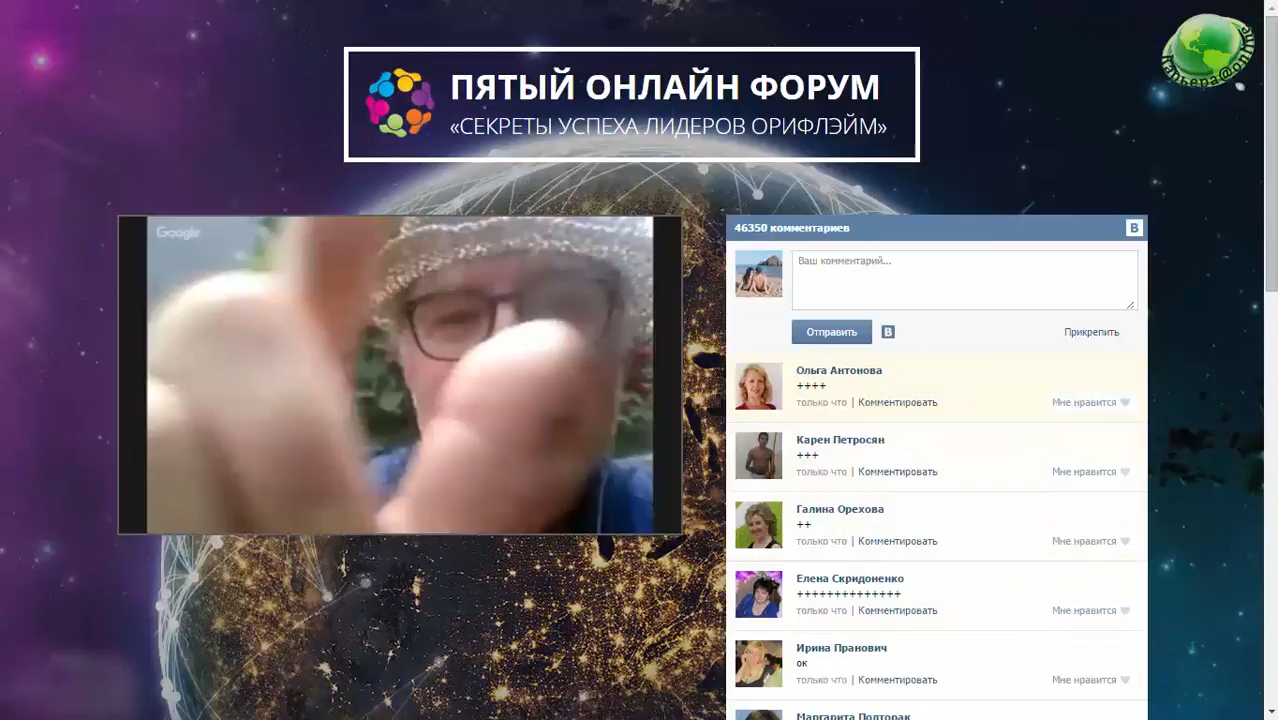 ПЯТЫЙ ОНЛАЙН ФОРУМ
«СЕКРЕТЫ УСПЕХА ЛИДЕРОВ ОРИФЛЭЙМ»
карьера@online
Google
46350 комментариев
В
Ваш комментарий...
Отправить
В
Прикрепить
Ольга Антонова
++++
только что | Комментировать
Мне нравится
Карен Петросян
+++
только что | Комментировать
Мне нравится
Галина Орехова
++
только что | Комментировать
Мне нравится
Елена Скридоненко
++++++++++++++
только что | Комментировать
Мне нравится
Ирина Пранович
ок
только что | Комментировать
Мне нравится
Маргарита Полторак